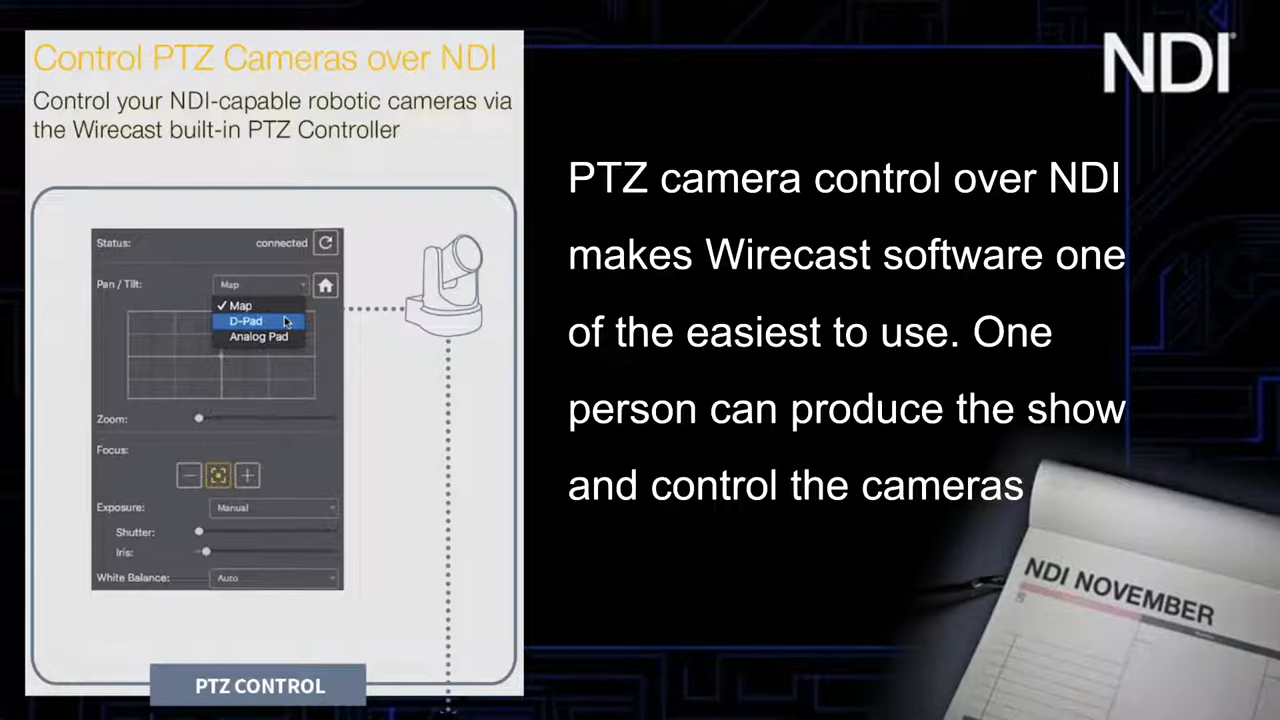 Control PTZ Cameras over NDI
Control your NDI-capable robotic cameras via
the Wirecast built-in PTZ Controller
Status: connected
Pan / Tilt: Map
✓ Map
D-Pad
Analog Pad
Zoom:
Focus:
Exposure: Manual
Shutter:
Iris:
White Balance: Auto
PTZ CONTROL
NDI
PTZ camera control over NDI
makes Wirecast software one
of the easiest to use. One
person can produce the show
and control the cameras
NDI NOVEMBER